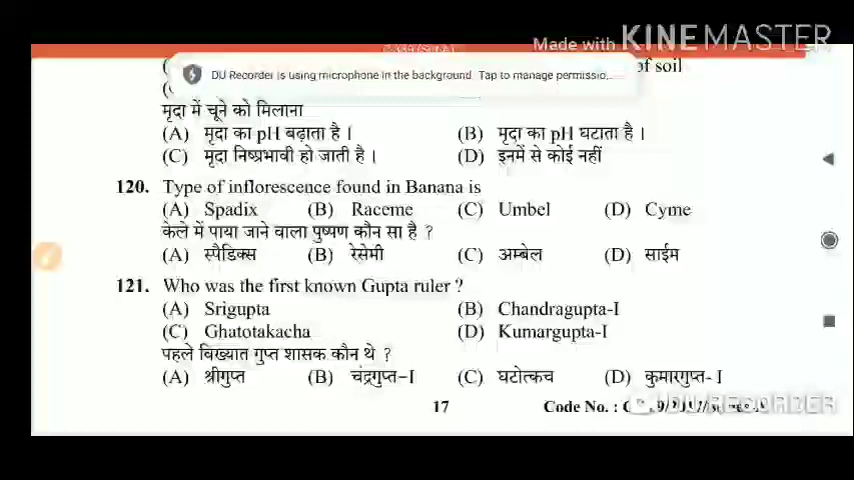 Made with KINEMASTER
of soil
DU Recorder is using microphone in the background. Tap to manage permissio...
मृदा में चूने को मिलाना
(A) मृदा का pH बढ़ाता है । (B) मृदा का pH घटाता है ।
(C) मृदा निष्प्रभावी हो जाती है । (D) इनमें से कोई नहीं
120. Type of inflorescence found in Banana is
(A) Spadix (B) Raceme (C) Umbel (D) Cyme
केले में पाया जाने वाला पुष्पण कौन सा है ?
(A) स्पैडिक्स (B) रेसेमी (C) अम्बेल (D) साईम
121. Who was the first known Gupta ruler ?
(A) Srigupta (B) Chandragupta-I
(C) Ghatotakacha (D) Kumargupta-I
पहले विख्यात गुप्त शासक कौन थे ?
(A) श्रीगुप्त (B) चंद्रगुप्त-I (C) घटोत्कच (D) कुमारगुप्त- I
17 Code No. :
DU RECORDER